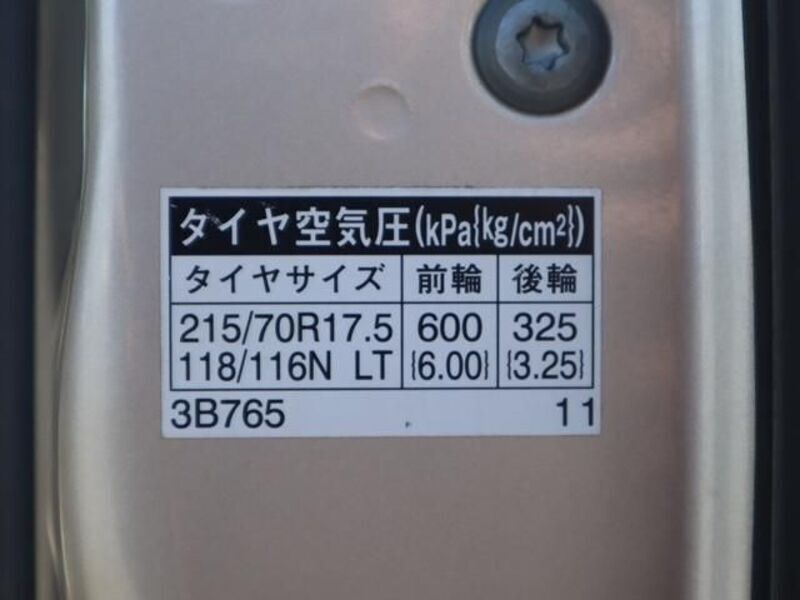 タイヤ空気圧(kPa{kg/cm²})
タイヤサイズ 前輪 後輪
215/70R17.5 600 325
118/116N LT {6.00} {3.25}
3B765 11